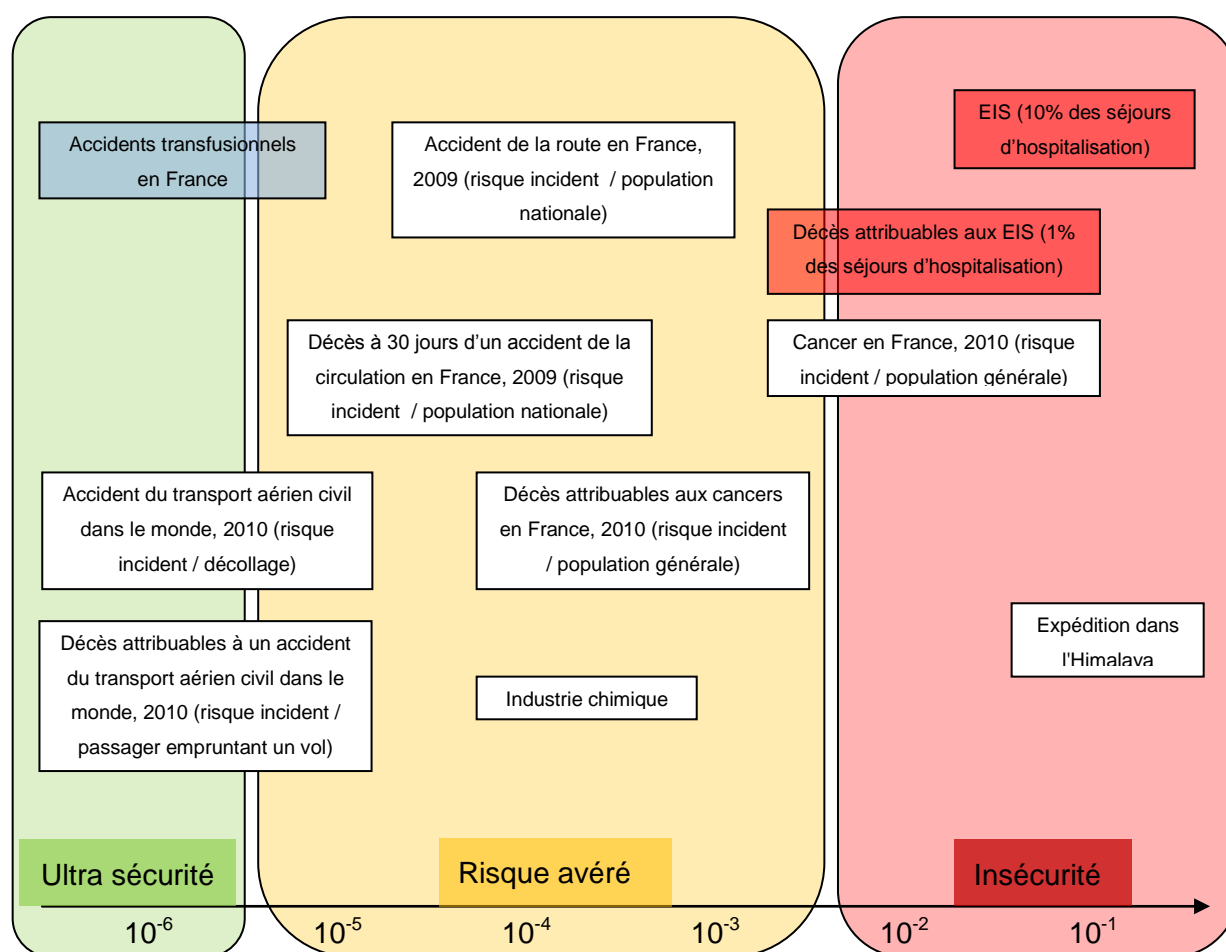 Accidents transfusionnels
en France
Accident de la route en France,
2009 (risque incident / population
nationale)
EIS (10% des séjours
d'hospitalisation)
Décès attribuables aux EIS (1%
des séjours d'hospitalisation)
Décès à 30 jours d'un accident de la
circulation en France, 2009 (risque
incident / population nationale)
Cancer en France, 2010 (risque
incident / population générale)
Accident du transport aérien civil
dans le monde, 2010 (risque
incident / décollage)
Décès attribuables aux cancers
en France, 2010 (risque incident
/ population générale)
Décès attribuables à un accident
du transport aérien civil dans le
monde, 2010 (risque incident /
passager empruntant un vol)
Industrie chimique
Expédition dans
l'Himalaya
Ultra sécurité
Risque avéré
Insécurité
10⁻⁶ 10⁻⁵ 10⁻⁴ 10⁻³ 10⁻² 10⁻¹